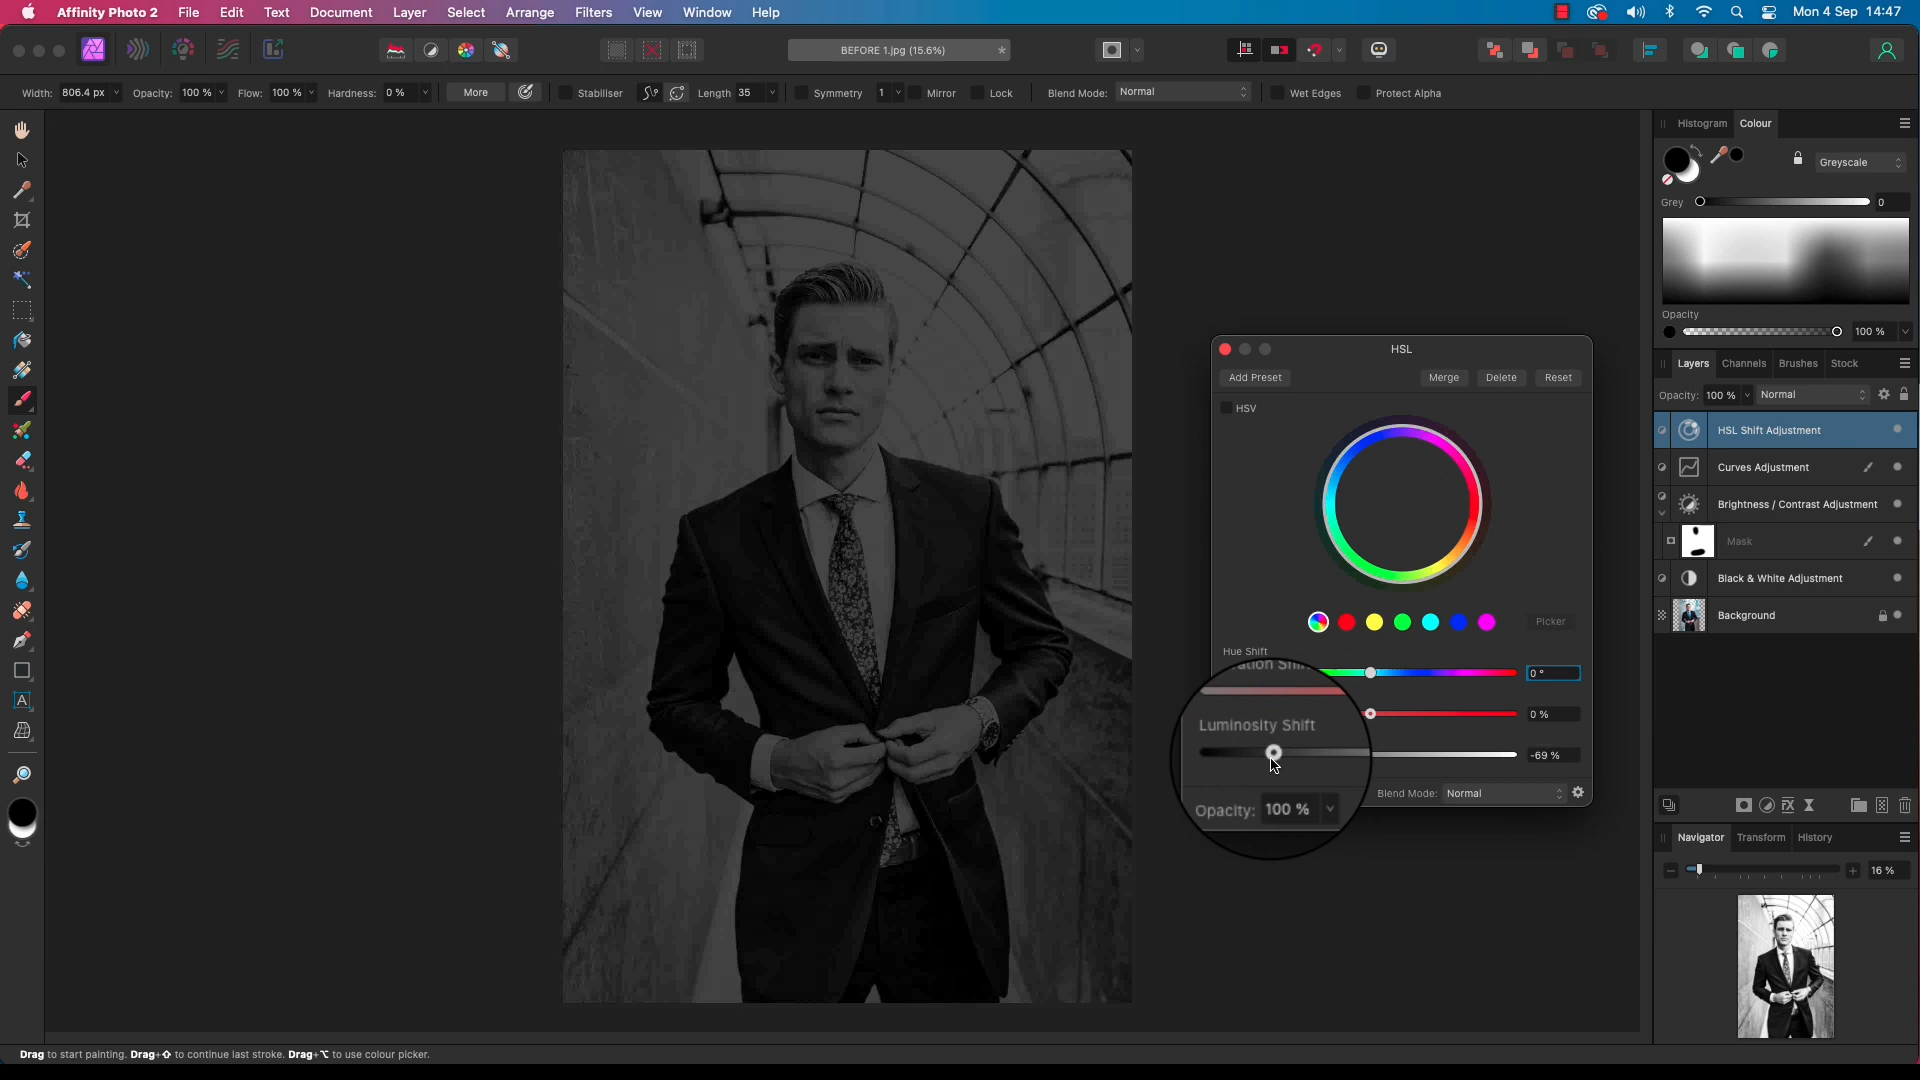 Affinity Photo 2 File Edit Text Document Layer Select Arrange Filters View Window Help Mon 4 Sep 14:47
BEFORE 1.jpg (15.6%) *
Width: 806.4 px Opacity: 100 % Flow: 100 % Hardness: 0 % More Stabiliser Length 35 Symmetry 1 Mirror Lock Blend Mode: Normal Wet Edges Protect Alpha
Histogram Colour
Greyscale
Grey 0
Opacity
100 %
Layers Channels Brushes Stock
Opacity: 100 % Normal
HSL Shift Adjustment
Curves Adjustment
Brightness / Contrast Adjustment
Mask
Black & White Adjustment
Background
HSL
Add Preset Merge Delete Reset
HSV
Picker
Hue Shift
0 °
ration Shift
0 %
Luminosity Shift
-69 %
Opacity: 100 % Blend Mode: Normal
Navigator Transform History
16 %
Drag to start painting. Drag+⇧ to continue last stroke. Drag+⌥ to use colour picker.